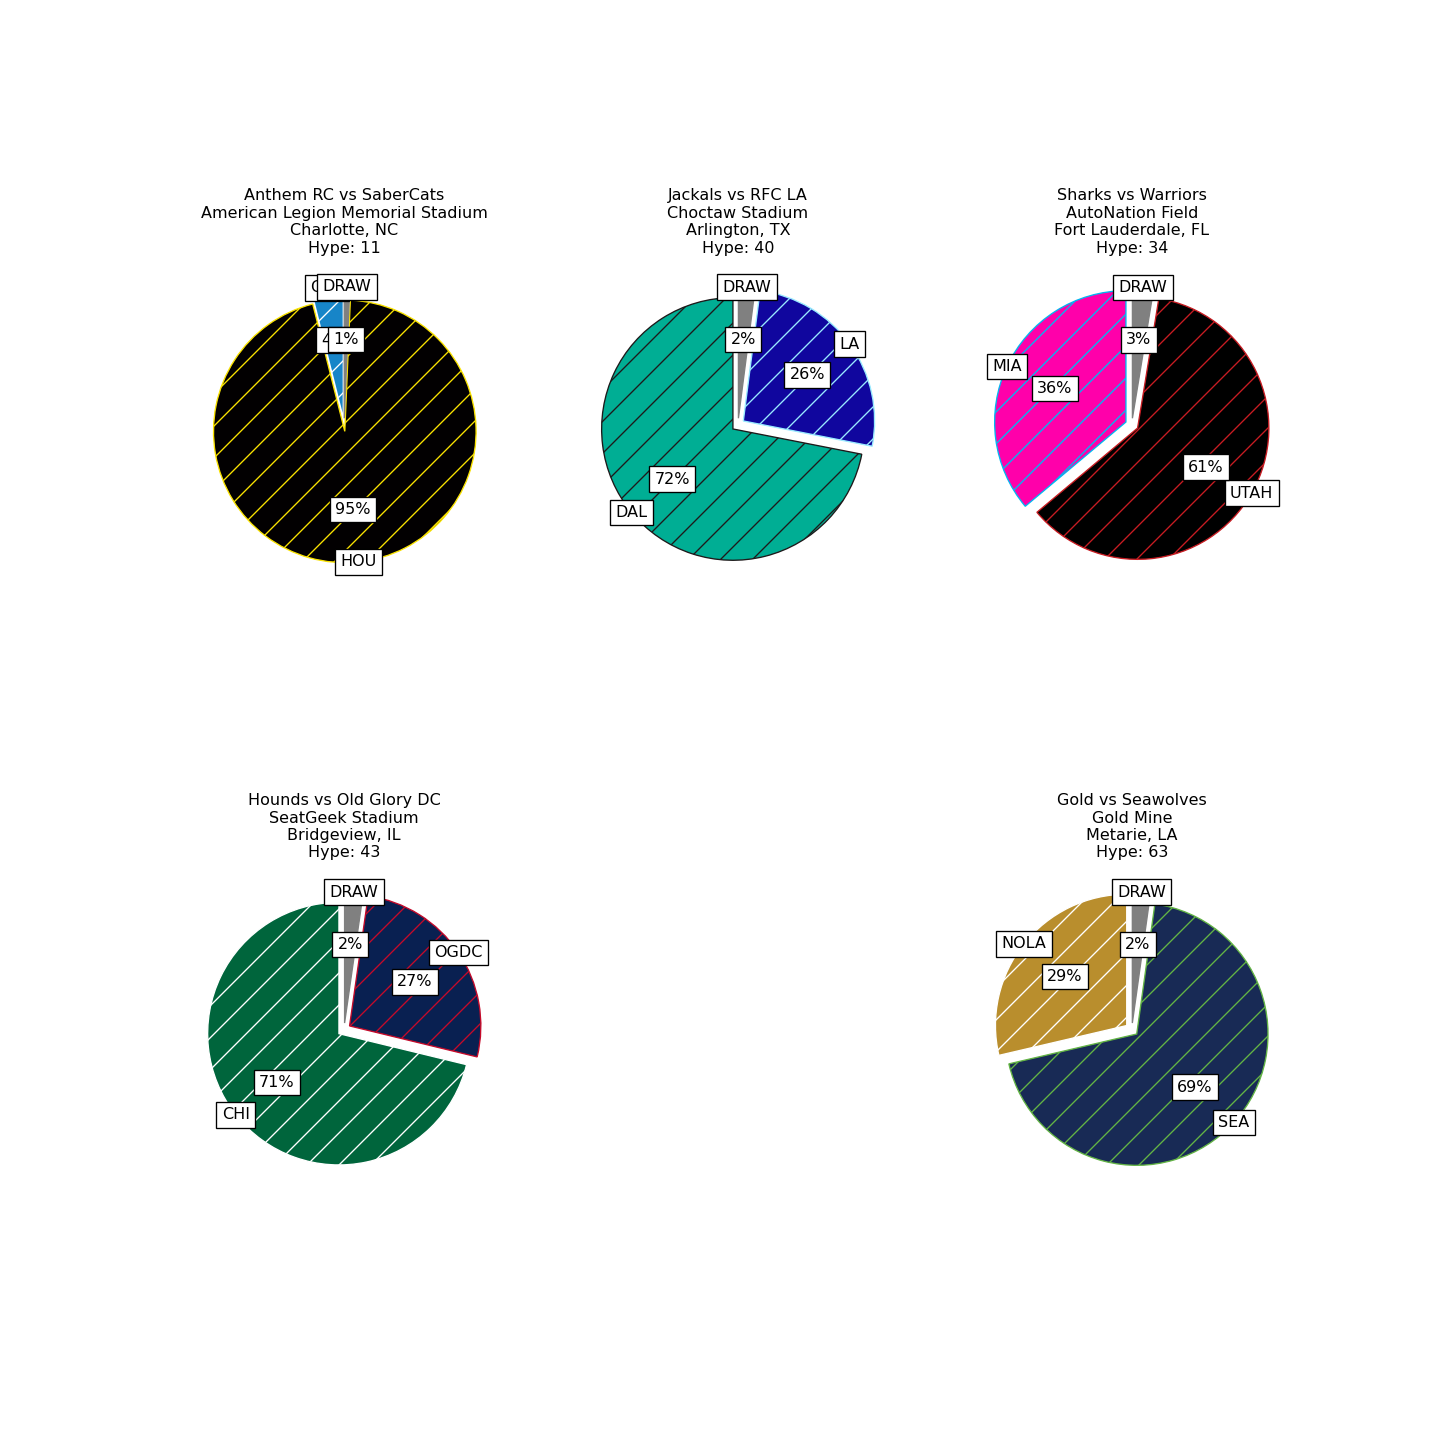 Anthem RC vs SaberCats
American Legion Memorial Stadium
Charlotte, NC
Hype: 11
DRAW
1%
95%
HOU
Jackals vs RFC LA
Choctaw Stadium
Arlington, TX
Hype: 40
DRAW
LA
2%
26%
72%
DAL
Sharks vs Warriors
AutoNation Field
Fort Lauderdale, FL
Hype: 34
DRAW
3%
MIA
36%
61%
UTAH
Hounds vs Old Glory DC
SeatGeek Stadium
Bridgeview, IL
Hype: 43
DRAW
2%
OGDC
27%
71%
CHI
Gold vs Seawolves
Gold Mine
Metarie, LA
Hype: 63
DRAW
NOLA
2%
29%
69%
SEA